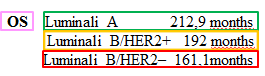 OS Luminali A 212,9 months
Luminali B/HER2+ 192 months
Luminali B/HER2– 161.1months